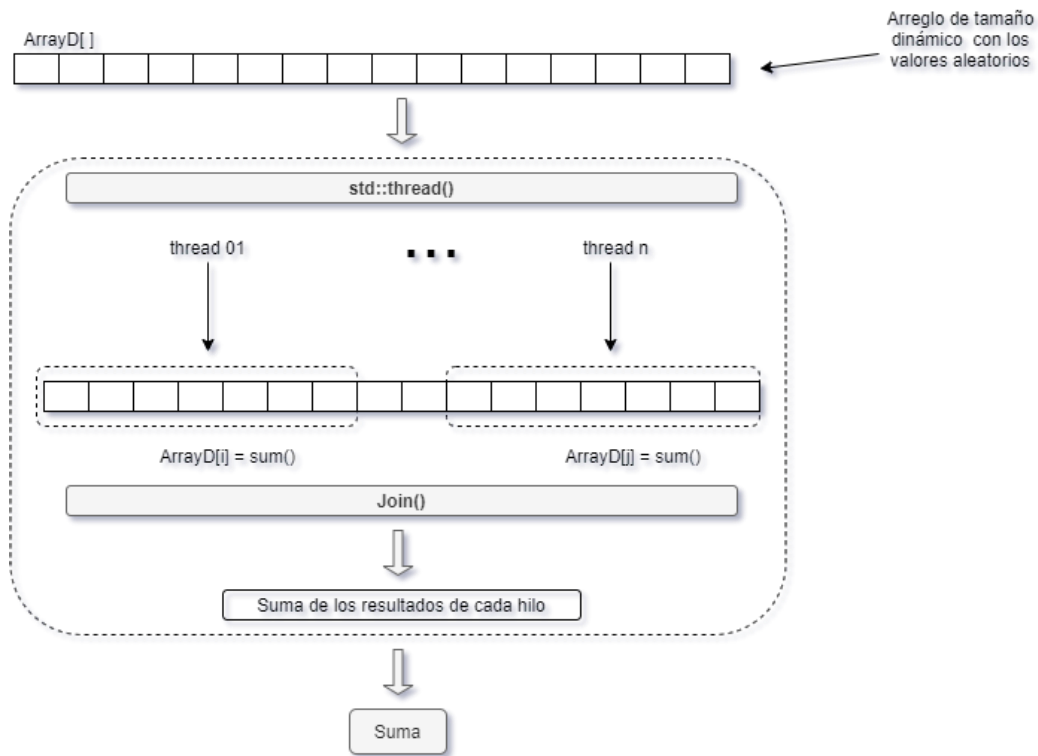 ArrayD[ ]
Arreglo de tamaño
dinámico con los
valores aleatorios
std::thread()
thread 01
...
thread n
ArrayD[i] = sum()
ArrayD[j] = sum()
Join()
Suma de los resultados de cada hilo
Suma